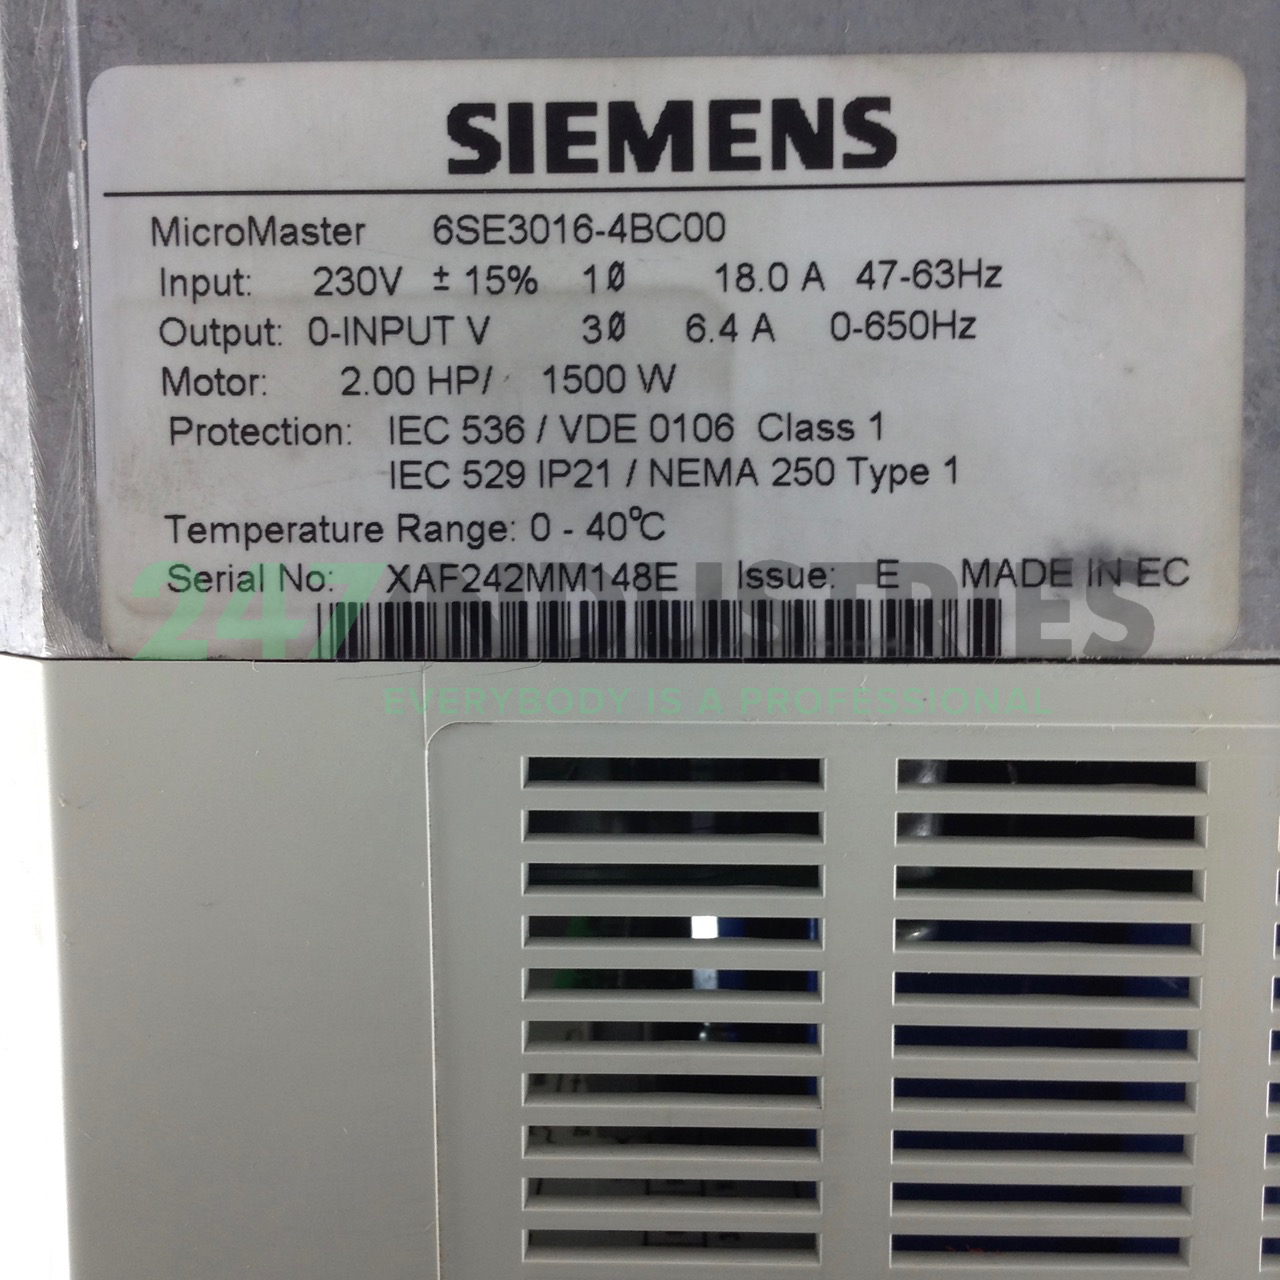 SIEMENS
MicroMaster 6SE3016-4BC00
Input: 230V ± 15% 1Ø 18.0 A 47-63Hz
Output: 0-INPUT V 3Ø 6.4 A 0-650Hz
Motor: 2.00 HP/ 1500 W
Protection: IEC 536 / VDE 0106 Class 1
IEC 529 IP21 / NEMA 250 Type 1
Temperature Range: 0 - 40°C
Serial No: XAF242MM148E Issue: E MADE IN EC
247 INDUSTRIES
EVERYBODY IS A PROFESSIONAL